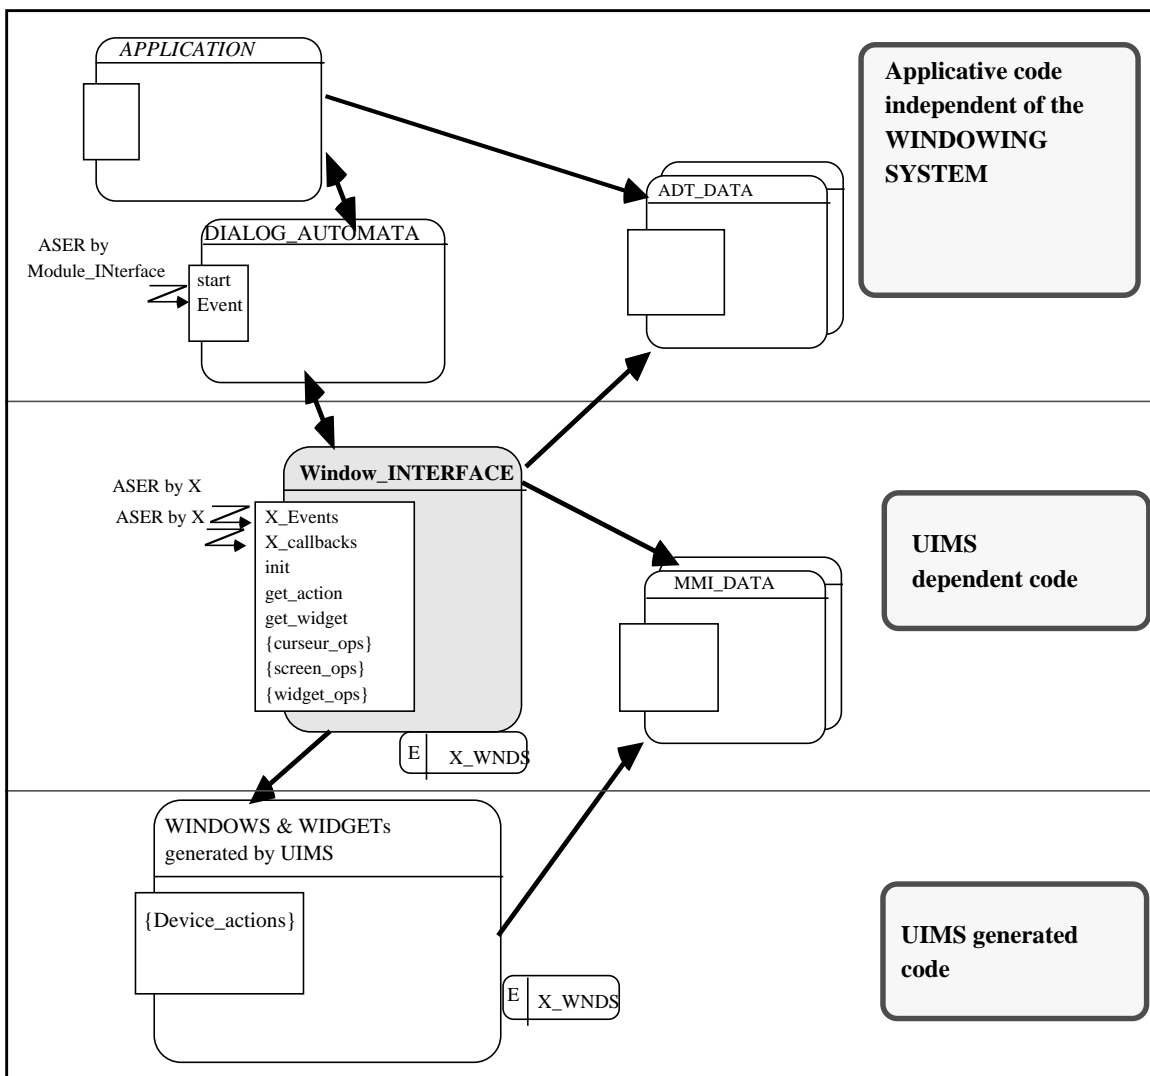 APPLICATION
Applicative code
independent of the
WINDOWING
SYSTEM
ADT_DATA
DIALOG_AUTOMATA
ASER by
Module_INterface
start
Event
Window_INTERFACE
ASER by X
ASER by X
X_Events
X_callbacks
init
get_action
get_widget
{curseur_ops}
{screen_ops}
{widget_ops}
UIMS
dependent code
MMI_DATA
E X_WNDS
WINDOWS & WIDGETs
generated by UIMS
{Device_actions}
UIMS generated
code
E X_WNDS